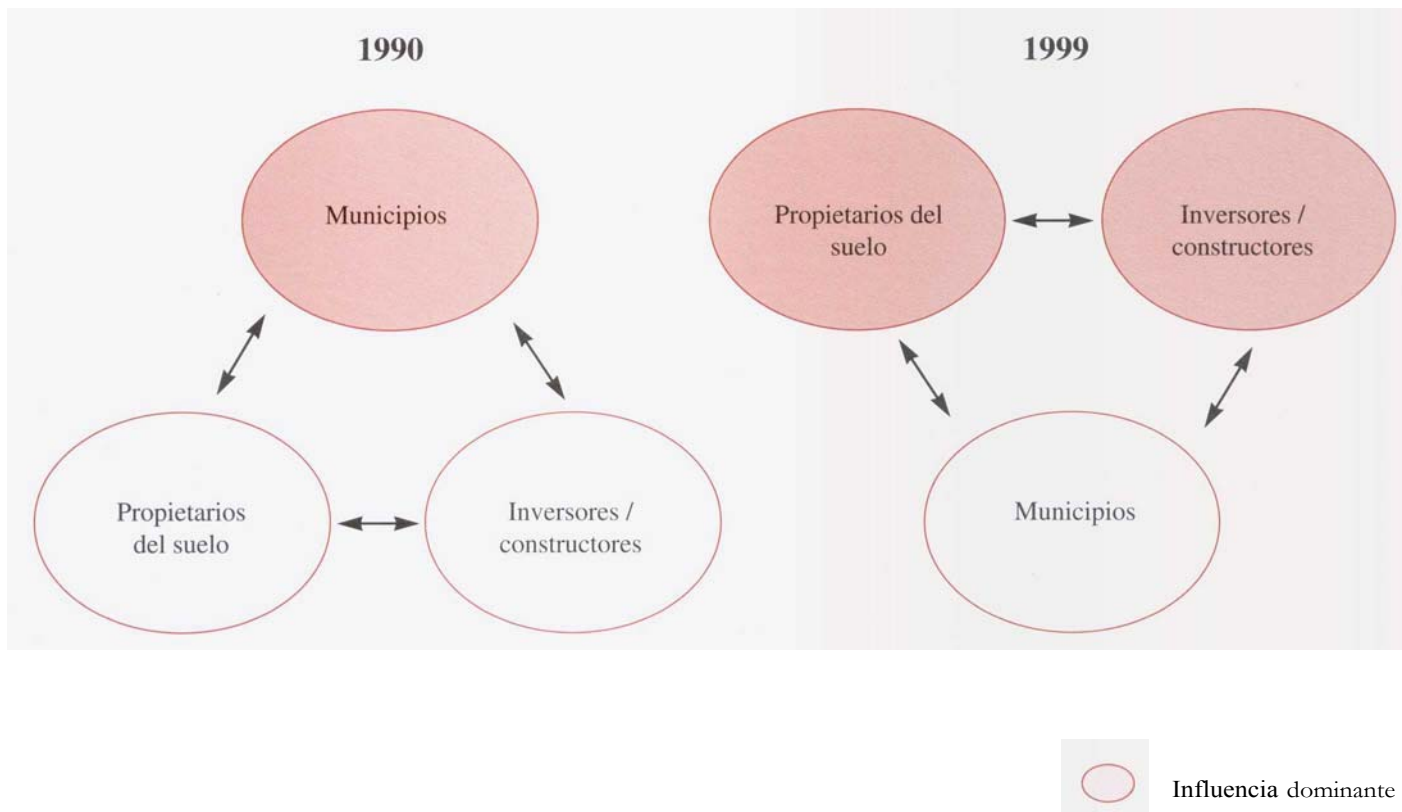 1990
Municipios
Propietarios
del suelo
Inversores /
constructores
1999
Propietarios del
suelo
Inversores /
constructores
Municipios
Influencia dominante